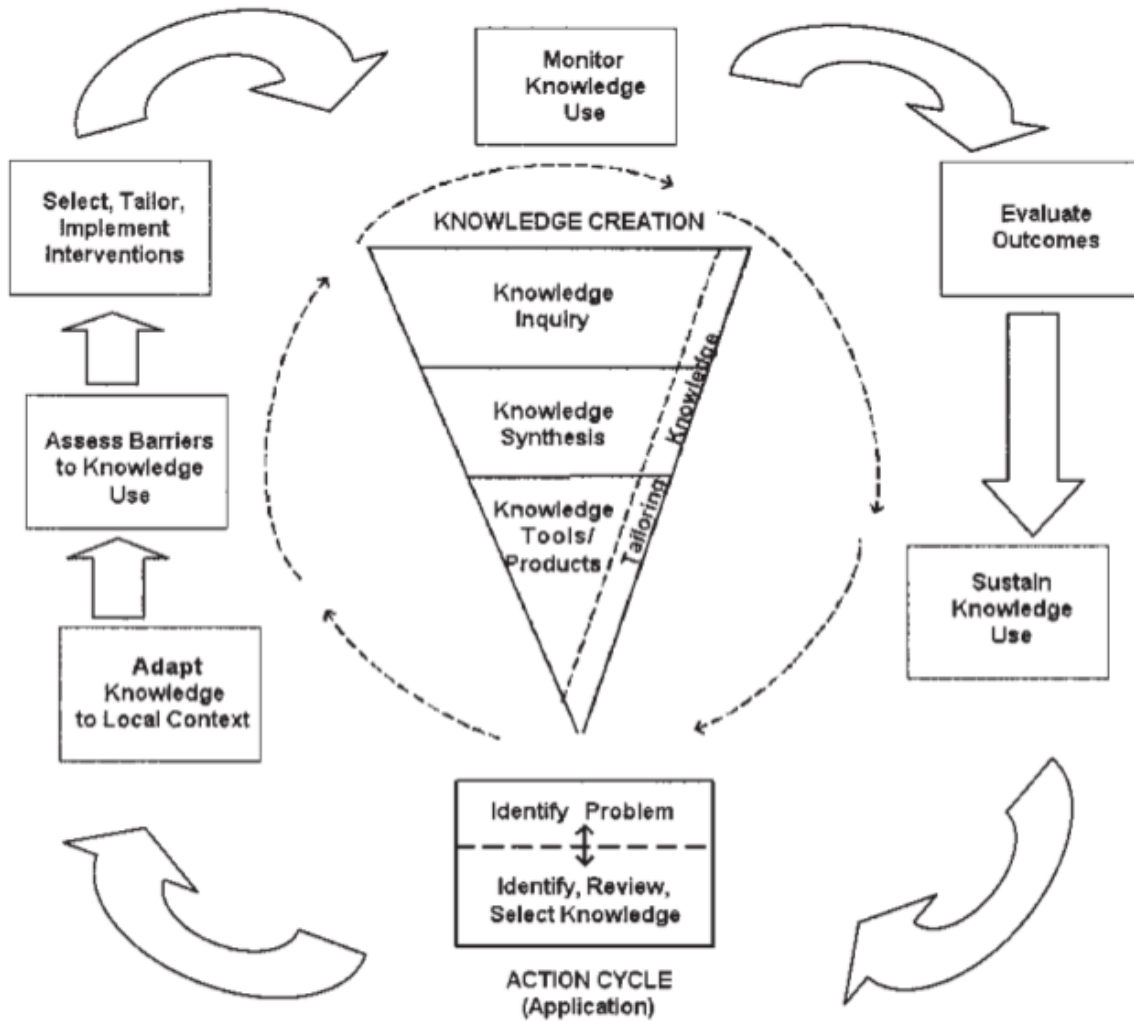 Monitor
Knowledge
Use
Select, Tailor,
Implement
Interventions
Evaluate
Outcomes
KNOWLEDGE CREATION
Knowledge
Inquiry
Knowledge
Synthesis
Knowledge
Tools/
Products
Tailoring Knowledge
Assess Barriers
to Knowledge
Use
Sustain
Knowledge
Use
Adapt
Knowledge
to Local Context
Identify Problem
Identify, Review,
Select Knowledge
ACTION CYCLE
(Application)